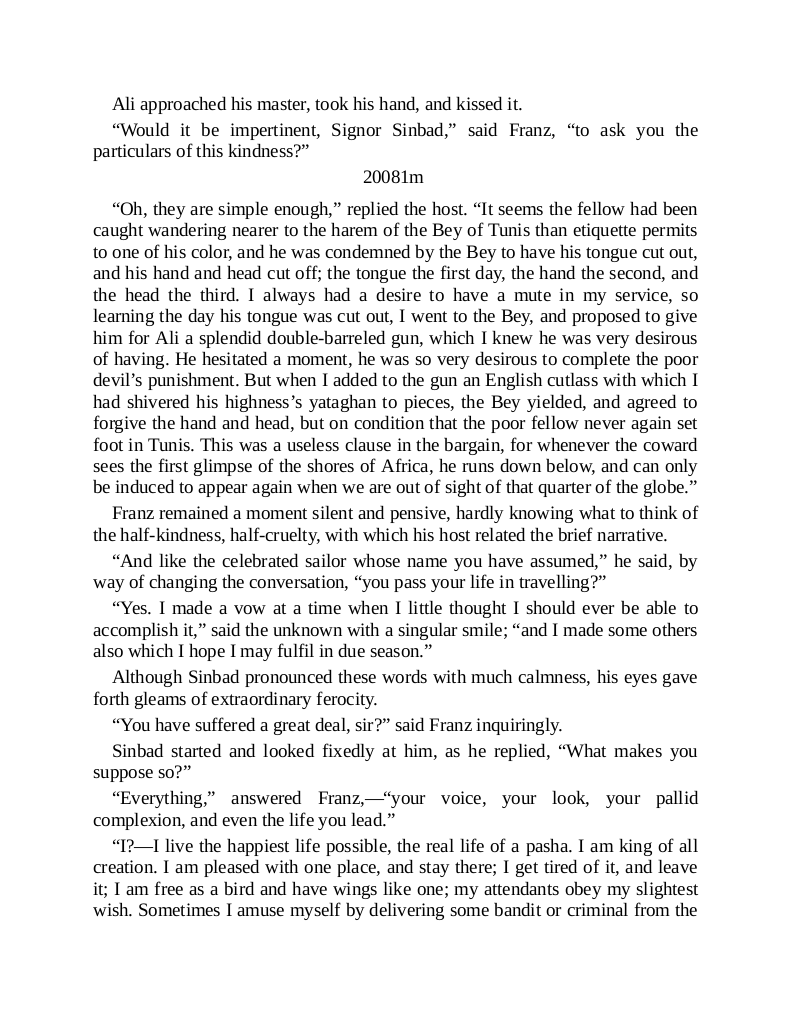 Ali approached his master, took his hand, and kissed it.
“Would it be impertinent, Signor Sinbad,” said Franz, “to ask you the
particulars of this kindness?”
20081m
“Oh, they are simple enough,” replied the host. “It seems the fellow had been
caught wandering nearer to the harem of the Bey of Tunis than etiquette permits
to one of his color, and he was condemned by the Bey to have his tongue cut out,
and his hand and head cut off; the tongue the first day, the hand the second, and
the head the third. I always had a desire to have a mute in my service, so
learning the day his tongue was cut out, I went to the Bey, and proposed to give
him for Ali a splendid double-barreled gun, which I knew he was very desirous
of having. He hesitated a moment, he was so very desirous to complete the poor
devil’s punishment. But when I added to the gun an English cutlass with which I
had shivered his highness’s yataghan to pieces, the Bey yielded, and agreed to
forgive the hand and head, but on condition that the poor fellow never again set
foot in Tunis. This was a useless clause in the bargain, for whenever the coward
sees the first glimpse of the shores of Africa, he runs down below, and can only
be induced to appear again when we are out of sight of that quarter of the globe.”
Franz remained a moment silent and pensive, hardly knowing what to think of
the half-kindness, half-cruelty, with which his host related the brief narrative.
“And like the celebrated sailor whose name you have assumed,” he said, by
way of changing the conversation, “you pass your life in travelling?”
“Yes. I made a vow at a time when I little thought I should ever be able to
accomplish it,” said the unknown with a singular smile; “and I made some others
also which I hope I may fulfil in due season.”
Although Sinbad pronounced these words with much calmness, his eyes gave
forth gleams of extraordinary ferocity.
“You have suffered a great deal, sir?” said Franz inquiringly.
Sinbad started and looked fixedly at him, as he replied, “What makes you
suppose so?”
“Everything,” answered Franz,—“your voice, your look, your pallid
complexion, and even the life you lead.”
“I?—I live the happiest life possible, the real life of a pasha. I am king of all
creation. I am pleased with one place, and stay there; I get tired of it, and leave
it; I am free as a bird and have wings like one; my attendants obey my slightest
wish. Sometimes I amuse myself by delivering some bandit or criminal from the